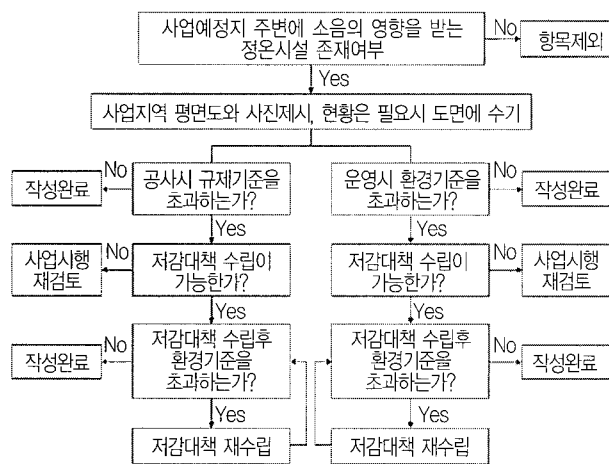 사업예정지 주변에 소음의 영향을 받는
정온시설 존재여부
No
항목제외
Yes
사업지역 평면도와 사진제시, 현황은 필요시 도면에 수기
작성완료
No
공사시 규제기준을
초과하는가?
운영시 환경기준을
초과하는가?
No
작성완료
Yes
Yes
사업시행
재검토
No
저감대책 수립이
가능한가?
저감대책 수립이
가능한가?
No
사업시행
재검토
Yes
Yes
작성완료
No
저감대책 수립후
환경기준을
초과하는가?
저감대책 수립후
환경기준을
초과하는가?
No
작성완료
Yes
Yes
저감대책 재수립
저감대책 재수립